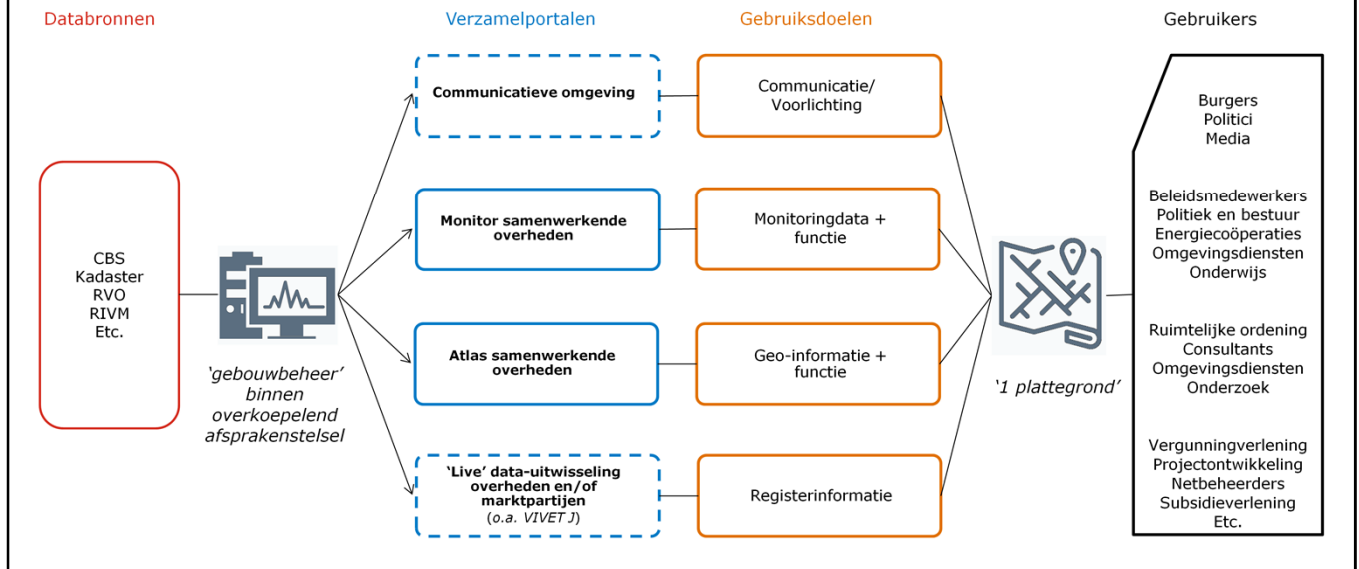 Databronnen
Verzamelportalen
Gebruiksdoelen
Gebruikers
CBS
Kadaster
RVO
RIVM
Etc.
‘gebouwbeheer’
binnen
overkoepelend
afsprakenstelsel
Communicatieve omgeving
Communicatie/
Voorlichting
Monitor samenwerkende
overheden
Monitoringdata +
functie
Atlas samenwerkende
overheden
Geo-informatie +
functie
‘Live’ data-uitwisseling
overheden en/of
marktpartijen
(o.a. VIVET J)
Registerinformatie
‘1 plattegrond’
Burgers
Politici
Media
Beleidsmedewerkers
Politiek en bestuur
Energiecoöperaties
Omgevingsdiensten
Onderwijs
Ruimtelijke ordening
Consultants
Omgevingsdiensten
Onderzoek
Vergunningverlening
Projectontwikkeling
Netbeheerders
Subsidieverlening
Etc.